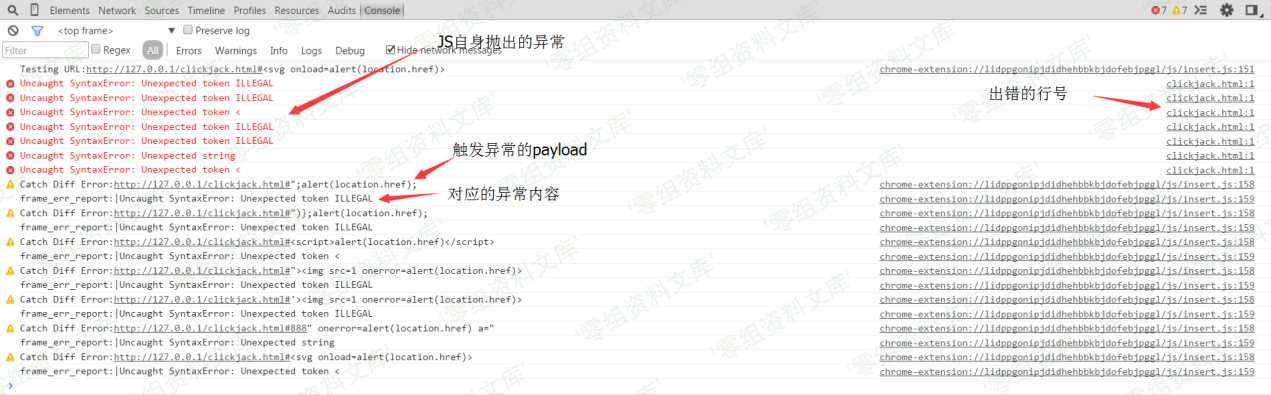 Elements Network Sources Timeline Profiles Resources Audits Console 7 7
<top frame> Preserve log
Filter Regex All Errors Warnings Info Logs Debug Hide network messages
JS自身抛出的异常
Testing URL:http://127.0.0.1/clickjack.html#<svg onload=alert(location.href)> chrome-extension://lidppgonipjdidhehbbkbjdofebjpggl/js/insert.js:151
Uncaught SyntaxError: Unexpected token ILLEGAL clickjack.html:1
出错的行号
Uncaught SyntaxError: Unexpected token ILLEGAL clickjack.html:1
Uncaught SyntaxError: Unexpected token < clickjack.html:1
Uncaught SyntaxError: Unexpected token ILLEGAL clickjack.html:1
Uncaught SyntaxError: Unexpected token ILLEGAL clickjack.html:1
触发异常的payload
Uncaught SyntaxError: Unexpected string clickjack.html:1
Uncaught SyntaxError: Unexpected token < clickjack.html:1
Catch Diff Error:http://127.0.0.1/clickjack.html#";alert(location.href); chrome-extension://lidppgonipjdidhehbbkbjdofebjpggl/js/insert.js:158
对应的异常内容
frame_err_report:|Uncaught SyntaxError: Unexpected token ILLEGAL chrome-extension://lidppgonipjdidhehbbkbjdofebjpggl/js/insert.js:159
Catch Diff Error:http://127.0.0.1/clickjack.html#")};alert(location.href); chrome-extension://lidppgonipjdidhehbbkbjdofebjpggl/js/insert.js:158
frame_err_report:|Uncaught SyntaxError: Unexpected token ILLEGAL chrome-extension://lidppgonipjdidhehbbkbjdofebjpggl/js/insert.js:159
Catch Diff Error:http://127.0.0.1/clickjack.html#<script>alert(location.href)</script> chrome-extension://lidppgonipjdidhehbbkbjdofebjpggl/js/insert.js:158
frame_err_report:|Uncaught SyntaxError: Unexpected token < chrome-extension://lidppgonipjdidhehbbkbjdofebjpggl/js/insert.js:159
Catch Diff Error:http://127.0.0.1/clickjack.html#"><img src=1 onerror=alert(location.href)> chrome-extension://lidppgonipjdidhehbbkbjdofebjpggl/js/insert.js:158
frame_err_report:|Uncaught SyntaxError: Unexpected token ILLEGAL chrome-extension://lidppgonipjdidhehbbkbjdofebjpggl/js/insert.js:159
Catch Diff Error:http://127.0.0.1/clickjack.html#'><img src=1 onerror=alert(location.href)> chrome-extension://lidppgonipjdidhehbbkbjdofebjpggl/js/insert.js:158
frame_err_report:|Uncaught SyntaxError: Unexpected token ILLEGAL chrome-extension://lidppgonipjdidhehbbkbjdofebjpggl/js/insert.js:159
Catch Diff Error:http://127.0.0.1/clickjack.html#888" onerror=alert(location.href) a=" chrome-extension://lidppgonipjdidhehbbkbjdofebjpggl/js/insert.js:158
frame_err_report:|Uncaught SyntaxError: Unexpected string chrome-extension://lidppgonipjdidhehbbkbjdofebjpggl/js/insert.js:159
Catch Diff Error:http://127.0.0.1/clickjack.html#<svg onload=alert(location.href)> chrome-extension://lidppgonipjdidhehbbkbjdofebjpggl/js/insert.js:158
frame_err_report:|Uncaught SyntaxError: Unexpected token < chrome-extension://lidppgonipjdidhehbbkbjdofebjpggl/js/insert.js:159
'零组资料文库'